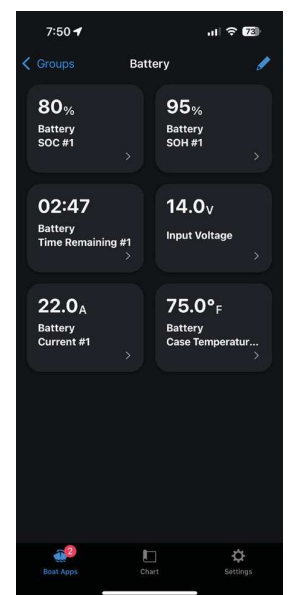 7:50
73
Groups
Battery
80%
Battery
SOC #1
95%
Battery
SOH #1
02:47
Battery
Time Remaining #1
14.0V
Input Voltage
22.0A
Battery
Current #1
75.0°F
Battery
Case Temperatur...
2
Boat Apps
Chart
Settings